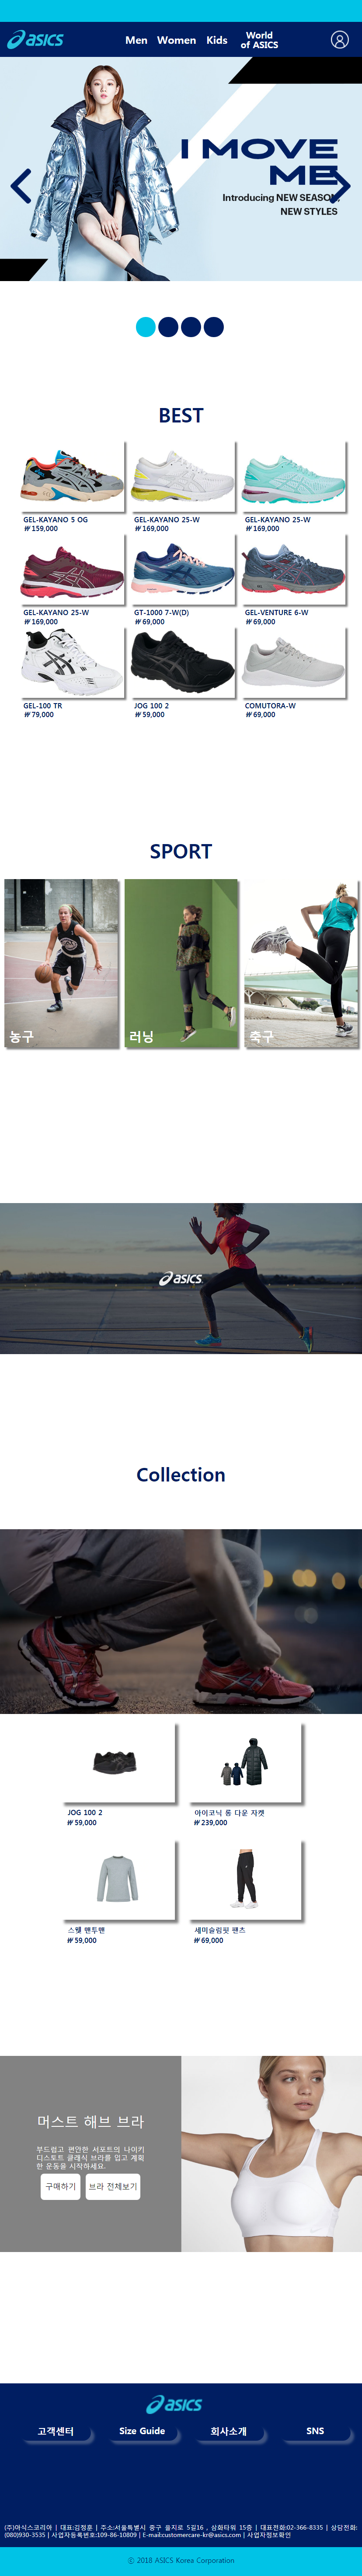 asics
Men Women Kids World of ASICS
I MOVE
ME
Introducing NEW SEASON,
NEW STYLES
BEST
GEL-KAYANO 5 OG
₩ 159,000
GEL-KAYANO 25-W
₩ 169,000
GEL-KAYANO 25-W
₩ 169,000
GEL-KAYANO 25-W
₩ 169,000
GT-1000 7-W(D)
₩ 69,000
GEL-VENTURE 6-W
₩ 69,000
GEL-100 TR
₩ 79,000
JOG 100 2
₩ 59,000
COMUTORA-W
₩ 69,000
SPORT
농구
러닝
축구
asics
Collection
JOG 100 2
₩ 59,000
아이코닉 롱 다운 자켓
₩ 239,000
스웻 맨투맨
₩ 59,000
세미슬림핏 팬츠
₩ 69,000
머스트 해브 브라
부드럽고 편안한 서포트의 나이키
디스토트 클래식 브라를 입고 계획
한 운동을 시작하세요.
구매하기 브라 전체보기
asics
고객센터 Size Guide 회사소개 SNS
(주)아식스코리아 | 대표:김정훈 | 주소:서울특별시 중구 을지로 5길16 , 삼화타워 15층 | 대표전화:02-366-8335 | 상담전화:
(080)930-3535 | 사업자등록번호:109-86-10809 | E-mail:customercare-kr@asics.com | 사업자정보확인
ⓒ 2018 ASICS Korea Corporation